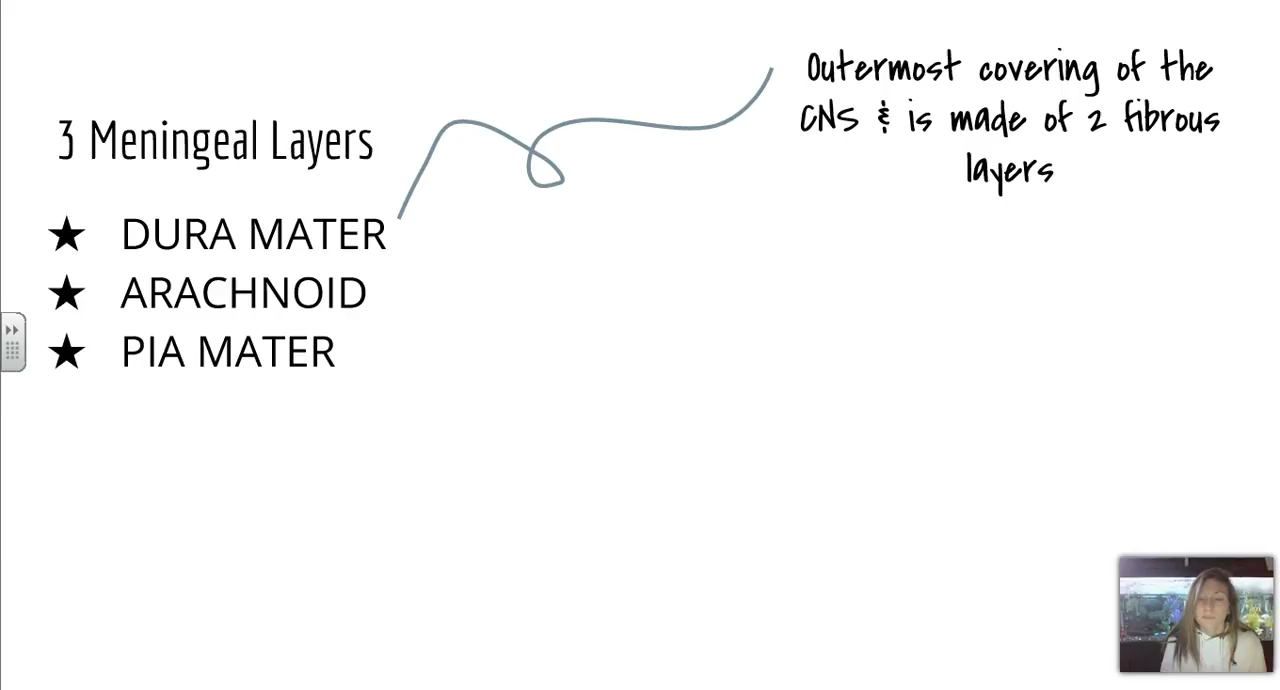 3 Meningeal Layers
★ DURA MATER
★ ARACHNOID
★ PIA MATER
Outermost covering of the
CNS & is made of 2 fibrous
layers